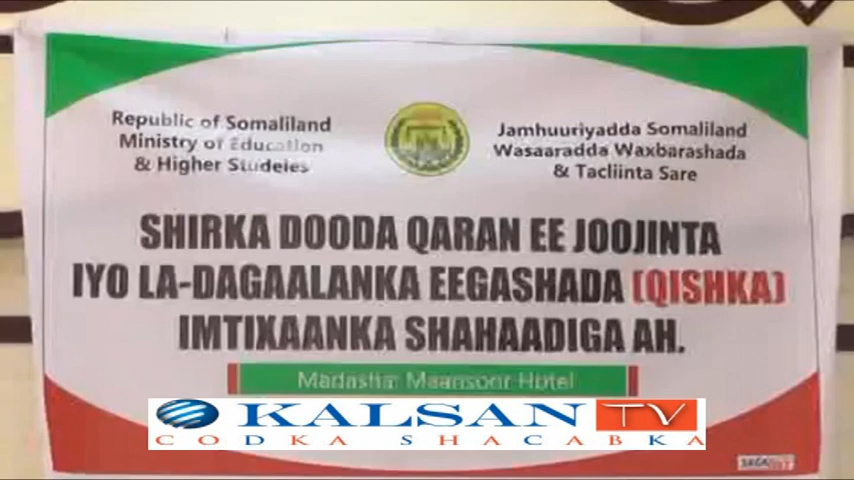 Republic of Somaliland
Ministry of Education
& Higher Studeies
Jamhuuriyadda Somaliland
Wasaaradda Waxbarashada
& Tacliinta Sare
SHIRKA DOODA QARAN EE JOOJINTA
IYO LA-DAGAALANKA EEGASHADA (QISHKA)
IMTIXAANKA SHAHAADIGA AH.
Madasha: Maansoor Hotel
KALSAN TV
CODKA SHACABKA